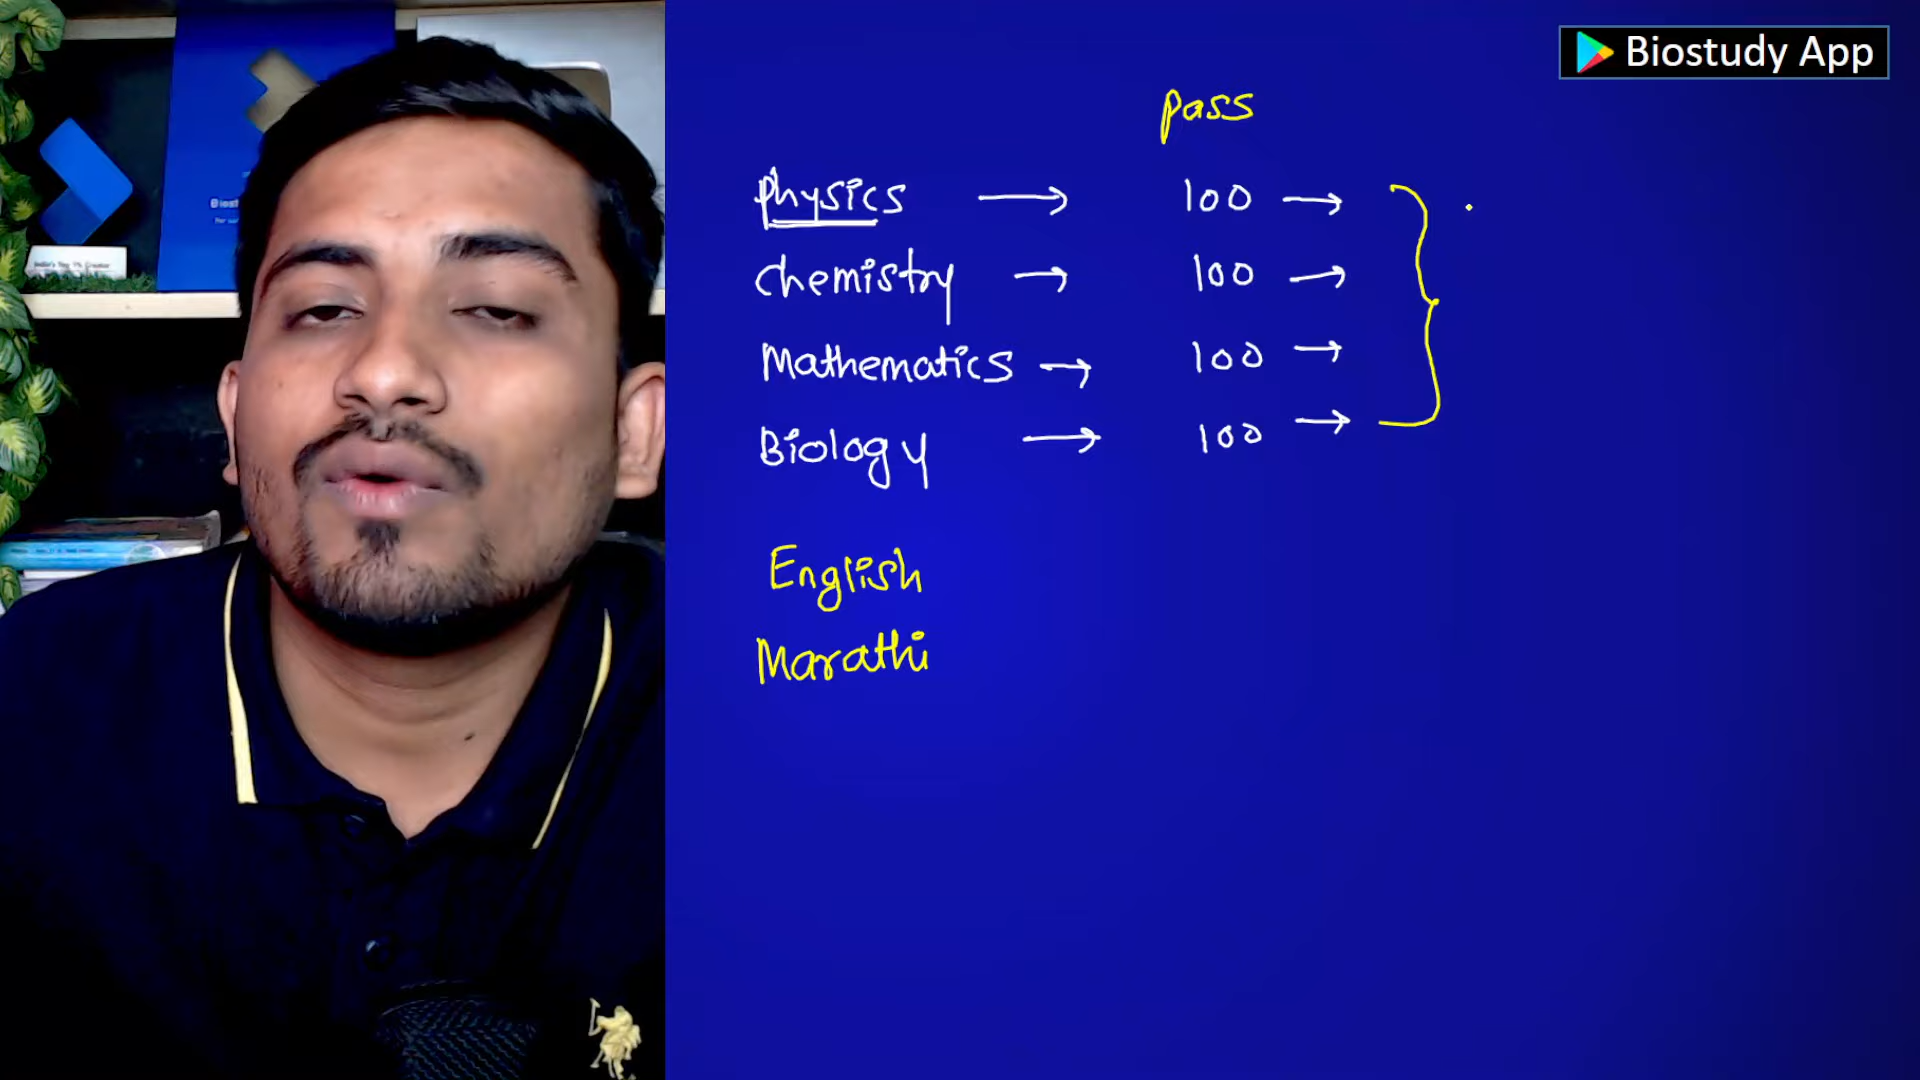 Biostudy App
pass
physics → 100 →
chemistry → 100 →
Mathematics → 100 →
Biology → 100 →
English
Marathi